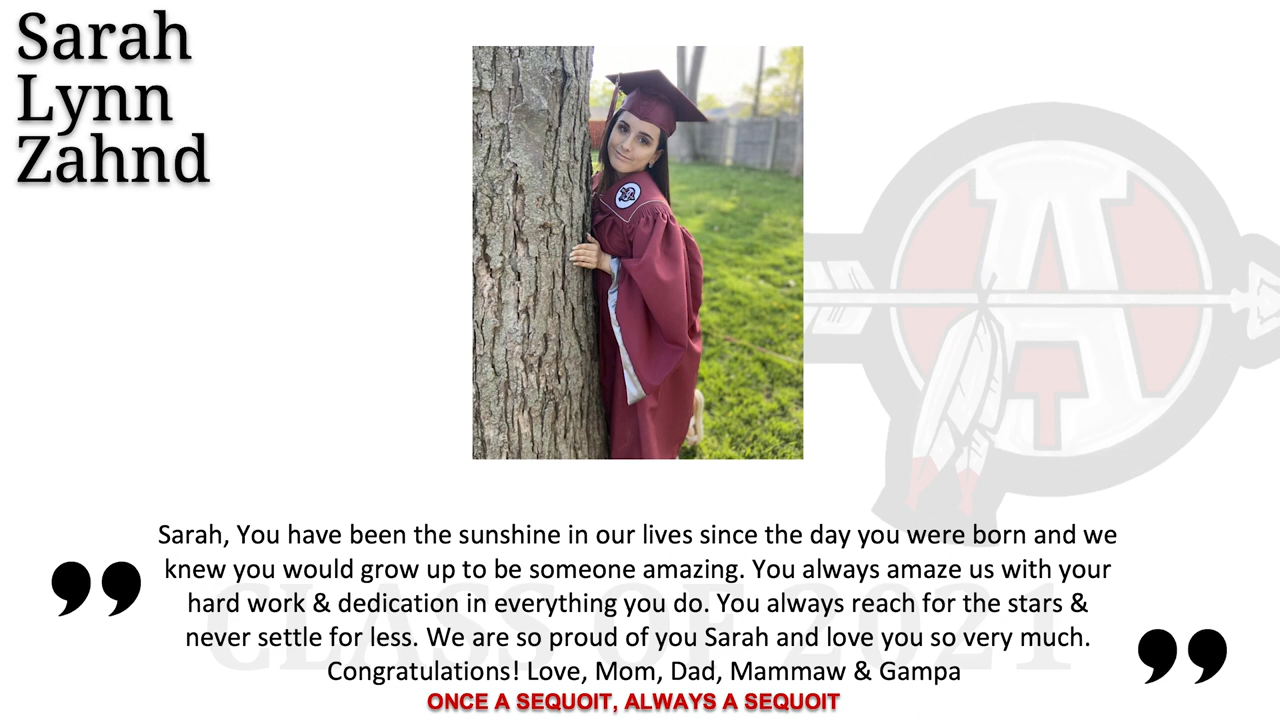 Sarah
Lynn
Zahnd
A
Sarah, You have been the sunshine in our lives since the day you were born and we
knew you would grow up to be someone amazing. You always amaze us with your
hard work & dedication in everything you do. You always reach for the stars &
never settle for less. We are so proud of you Sarah and love you so very much.
Congratulations! Love, Mom, Dad, Mammaw & Gampa
CLASS OF 2021
ONCE A SEQUOIT, ALWAYS A SEQUOIT